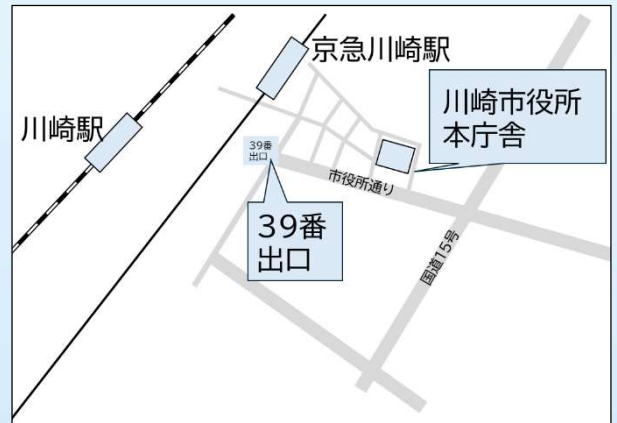 京急川崎駅
川崎駅
川崎市役所
本庁舎
39番
出口
市役所通り
39番
出口
国道15号